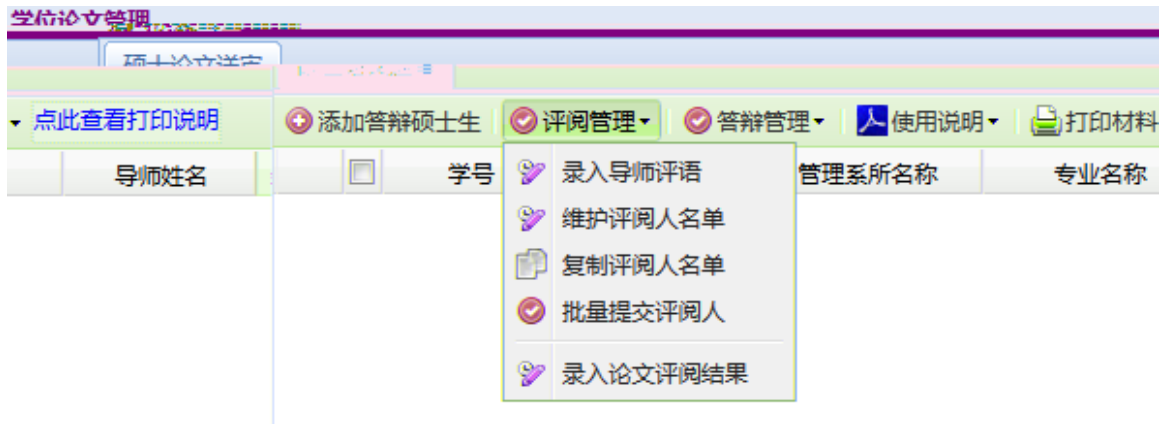 学位论文管理
硕士论文送审
点此查看打印说明 添加答辩硕士生 评阅管理 答辩管理 使用说明 打印材料
导师姓名 学号 管理系所名称 专业名称
录入导师评语
维护评阅人名单
复制评阅人名单
批量提交评阅人
录入论文评阅结果